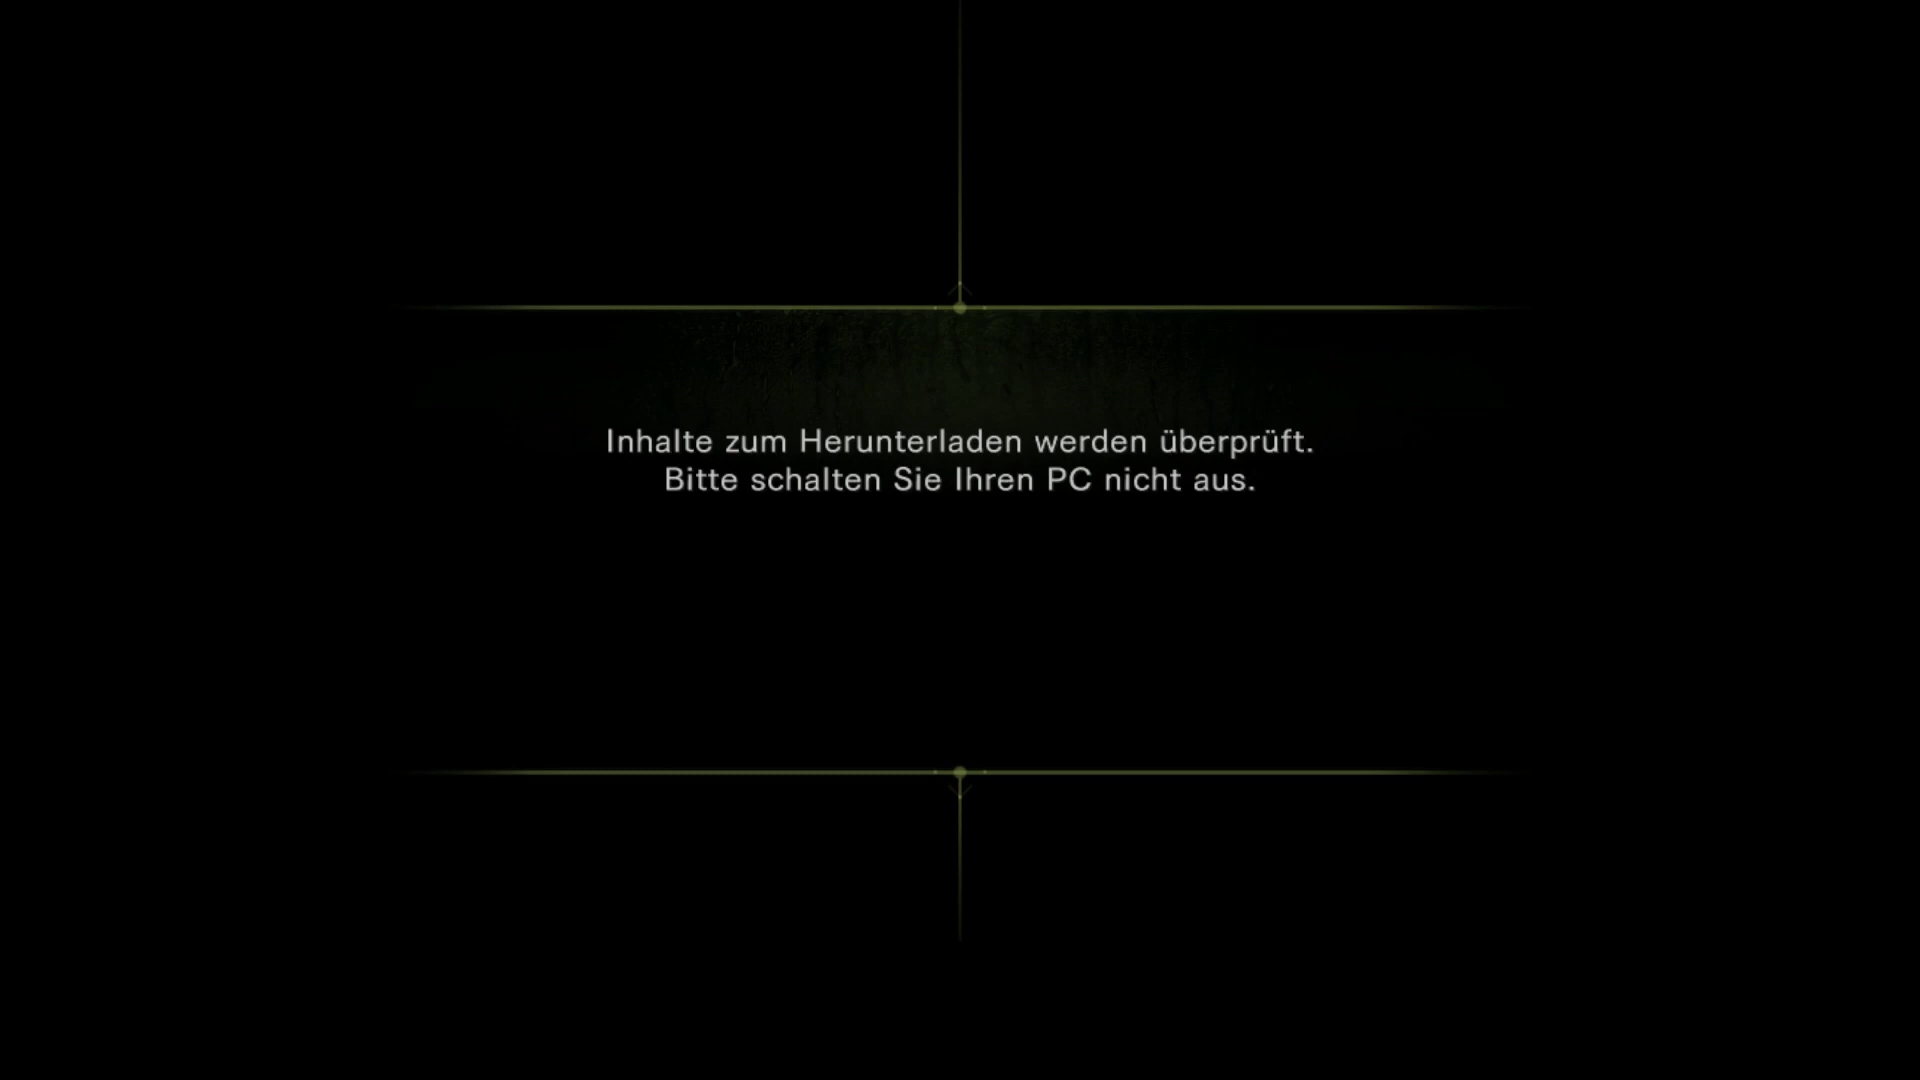 Inhalte zum Herunterladen werden überprüft.
Bitte schalten Sie Ihren PC nicht aus.